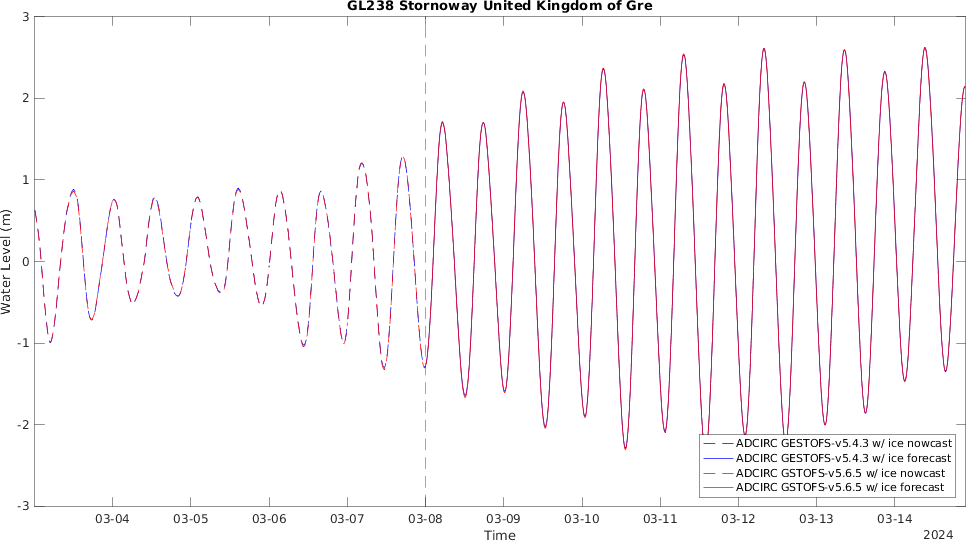 GL238 Stornoway United Kingdom of Gre
Water Level (m)
3
2
1
0
-1
-2
-3
ADCIRC GESTOFS-v5.4.3 w/ ice nowcast
ADCIRC GESTOFS-v5.4.3 w/ ice forecast
ADCIRC GSTOFS-v5.6.5 w/ ice nowcast
ADCIRC GSTOFS-v5.6.5 w/ ice forecast
03-04 03-05 03-06 03-07 03-08 03-09 03-10 03-11 03-12 03-13 03-14
Time
2024